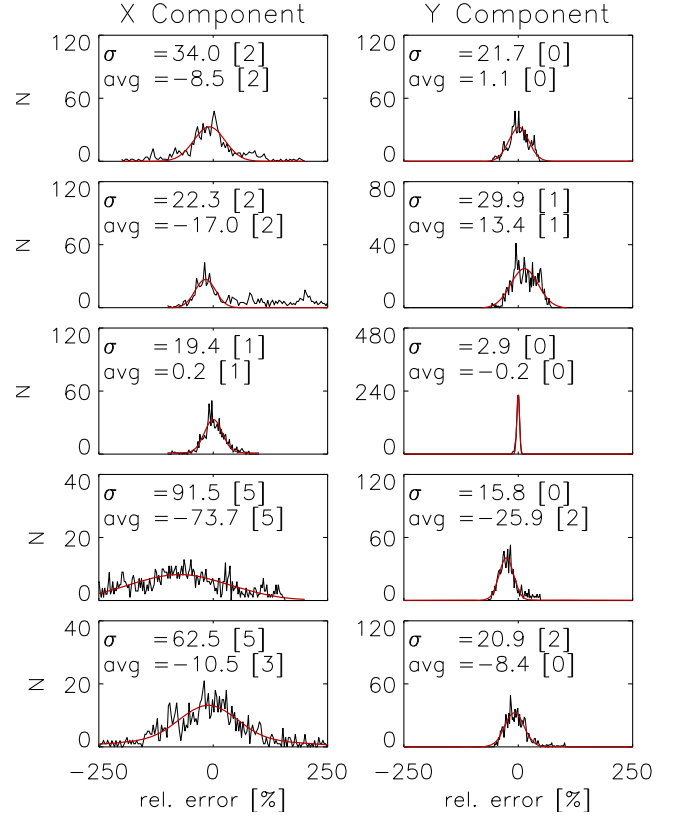 X Component Y Component
120 σ =34.0 [2] 120 σ =21.7 [0]
avg =−8.5 [2] avg =1.1 [0]
N 60 60
0 0
120 σ =22.3 [2] 80 σ =29.9 [1]
avg =−17.0 [2] avg =13.4 [1]
N 60 40
0 0
120 σ =19.4 [1] 480 σ =2.9 [0]
avg =0.2 [1] avg =−0.2 [0]
N 60 240
0 0
40 σ =91.5 [5] 120 σ =15.8 [0]
avg =−73.7 [5] avg =−25.9 [2]
N 20 60
0 0
40 σ =62.5 [5] 120 σ =20.9 [2]
avg =−10.5 [3] avg =−8.4 [0]
N 20 60
0 0
−250 0 250 −250 0 250
rel. error [%] rel. error [%]